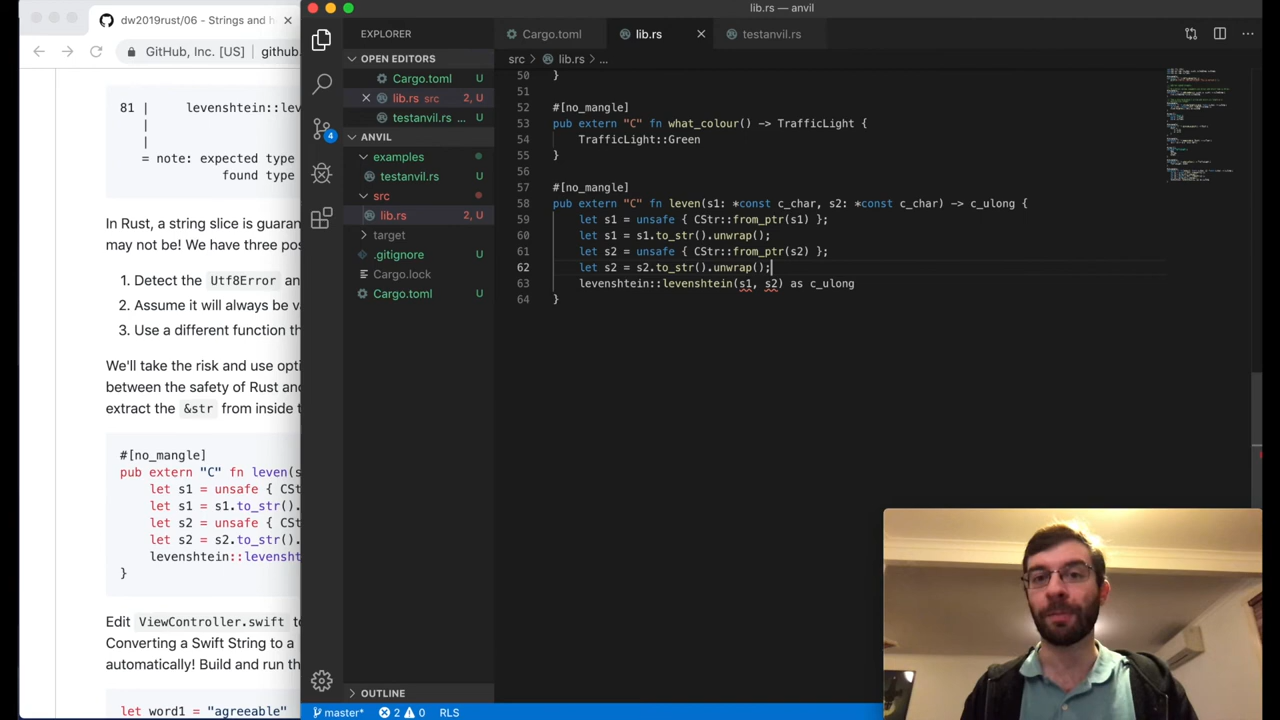 lib.rs — anvil
dw2019rust/06 - Strings and h
GitHub, Inc. [US]
github.
81 | levenshtein::lev
|
|
= note: expected type
found type
In Rust, a string slice is guaran
may not be! We have three pos
1. Detect the Utf8Error an
2. Assume it will always be va
3. Use a different function th
We'll take the risk and use opti
between the safety of Rust and
extract the &str from inside t
#[no_mangle]
pub extern "C" fn leven(s
let s1 = unsafe { CSt
let s1 = s1.to_str().
let s2 = unsafe { CSt
let s2 = s2.to_str().
levenshtein::levensht
}
Edit ViewController.swift to
Converting a Swift String to a
automatically! Build and run th
let word1 = "agreeable"
EXPLORER
OPEN EDITORS
Cargo.toml U
lib.rs src 2, U
testanvil.rs ... U
ANVIL
examples
testanvil.rs U
src
lib.rs 2, U
target
.gitignore U
Cargo.lock
Cargo.toml U
OUTLINE
4
Cargo.toml
lib.rs
testanvil.rs
src > lib.rs > ...
50 }
51
52 #[no_mangle]
53 pub extern "C" fn what_colour() -> TrafficLight {
54 TrafficLight::Green
55 }
56
57 #[no_mangle]
58 pub extern "C" fn leven(s1: *const c_char, s2: *const c_char) -> c_ulong {
59 let s1 = unsafe { CStr::from_ptr(s1) };
60 let s1 = s1.to_str().unwrap();
61 let s2 = unsafe { CStr::from_ptr(s2) };
62 let s2 = s2.to_str().unwrap();
63 levenshtein::levenshtein(s1, s2) as c_ulong
64 }
master* 2 0 RLS